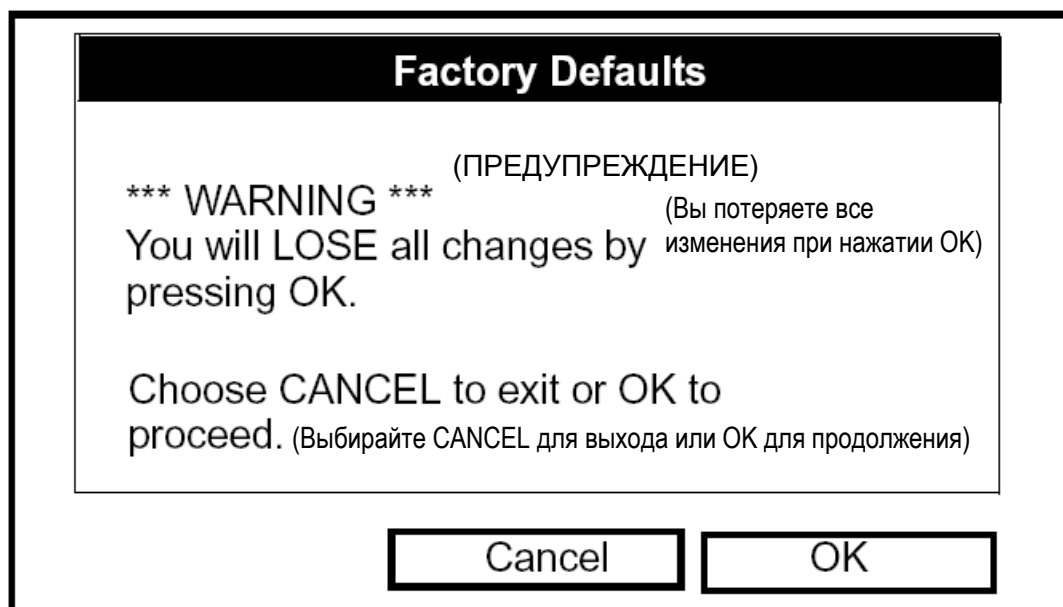 Factory Defaults
(ПРЕДУПРЕЖДЕНИЕ)
*** WARNING ***
(Вы потеряете все
You will LOSE all changes by изменения при нажатии OK)
pressing OK.
Choose CANCEL to exit or OK to
proceed. (Выбирайте CANCEL для выхода или OK для продолжения)
Cancel OK